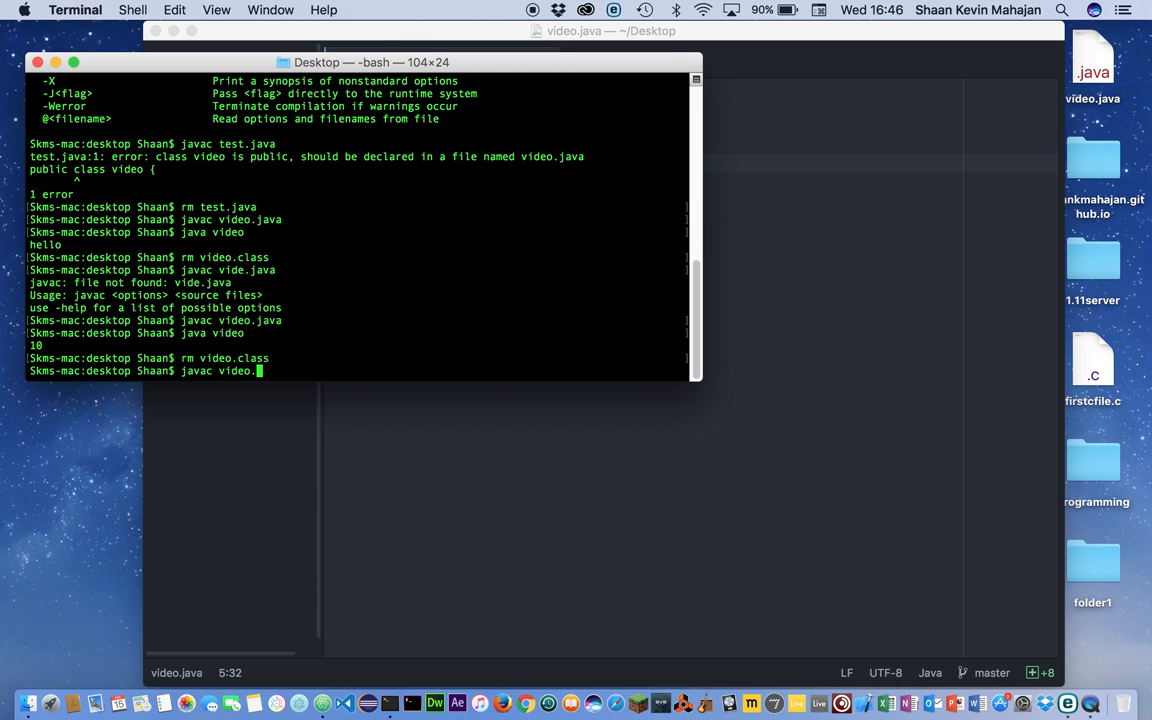 Terminal Shell Edit View Window Help 90% Wed 16:46 Shaan Kevin Mahajan
video.java — ~/Desktop
Desktop — -bash — 104×24
-X Print a synopsis of nonstandard options
-J<flag> Pass <flag> directly to the runtime system
-Werror Terminate compilation if warnings occur
@<filename> Read options and filenames from file
Skms-mac:desktop Shaan$ javac test.java
test.java:1: error: class video is public, should be declared in a file named video.java
public class video {
^
1 error
[Skms-mac:desktop Shaan$ rm test.java ]
[Skms-mac:desktop Shaan$ javac video.java ]
[Skms-mac:desktop Shaan$ java video ]
hello
[Skms-mac:desktop Shaan$ rm video.class ]
[Skms-mac:desktop Shaan$ javac vide.java ]
javac: file not found: vide.java
Usage: javac <options> <source files>
use -help for a list of possible options
[Skms-mac:desktop Shaan$ javac video.java ]
[Skms-mac:desktop Shaan$ java video ]
10
[Skms-mac:desktop Shaan$ rm video.class ]
Skms-mac:desktop Shaan$ javac video.
.java
video.java
ankmahajan.git
hub.io
1.11server
.c
firstcfile.c
rogramming
folder1
video.java 5:32 LF UTF-8 Java master +8
15 Dw Ae m Live Live